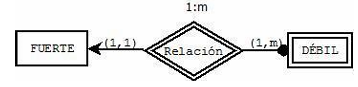 1:m
FUERTE (1,1) Relación (1,m) DÉBIL